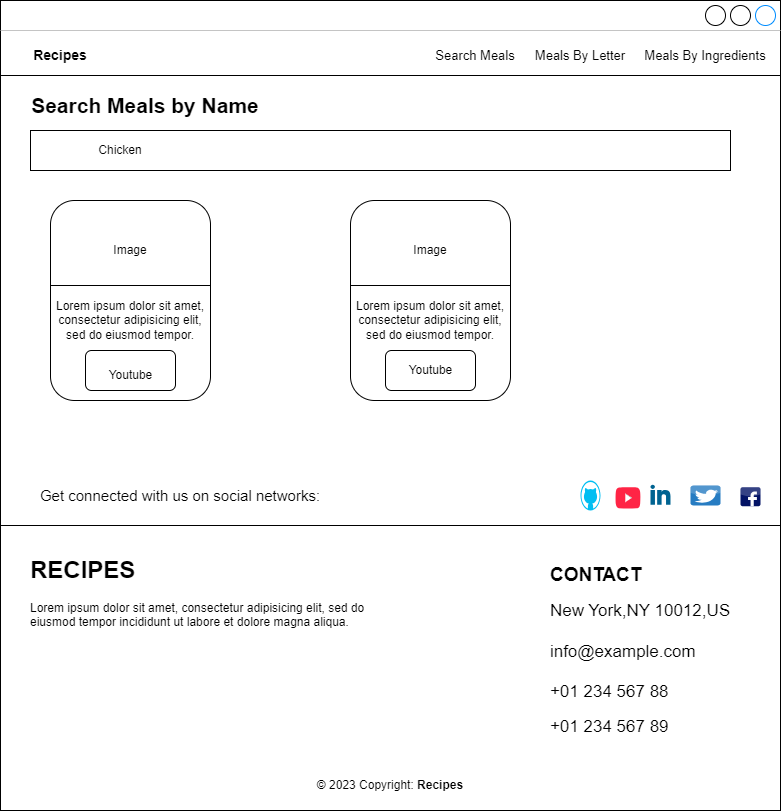 Recipes
Search Meals
Meals By Letter
Meals By Ingredients
Search Meals by Name
Chicken
Image
Lorem ipsum dolor sit amet,
consectetur adipisicing elit,
sed do eiusmod tempor.
Youtube
Image
Lorem ipsum dolor sit amet,
consectetur adipisicing elit,
sed do eiusmod tempor.
Youtube
Get connected with us on social networks:
in
f
RECIPES
Lorem ipsum dolor sit amet, consectetur adipisicing elit, sed do
eiusmod tempor incididunt ut labore et dolore magna aliqua.
CONTACT
New York,NY 10012,US
info@example.com
+01 234 567 88
+01 234 567 89
© 2023 Copyright: Recipes